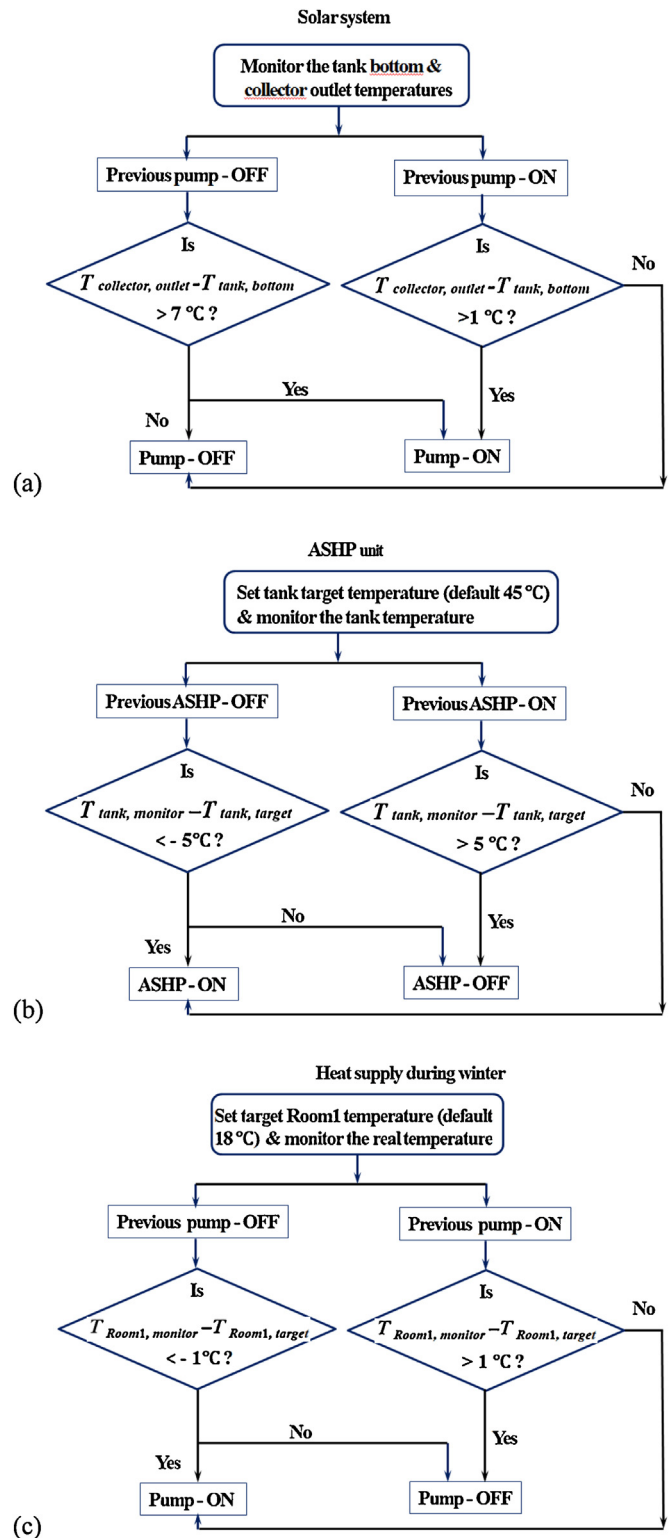 Solar system
Monitor the tank bottom &
collector outlet temperatures
Previous pump - OFF
Previous pump - ON
Is
T collector, outlet - T tank, bottom
> 7 ℃ ?
Is
T collector, outlet - T tank, bottom
>1 ℃ ?
No
Yes
No
Yes
Pump - OFF
Pump - ON
(a)
ASHP unit
Set tank target temperature (default 45 ℃)
& monitor the tank temperature
Previous ASHP - OFF
Previous ASHP - ON
Is
T tank, monitor – T tank, target
< - 5℃ ?
Is
T tank, monitor – T tank, target
> 5 ℃ ?
No
No
Yes
Yes
ASHP - ON
ASHP - OFF
(b)
Heat supply during winter
Set target Room1 temperature (default
18 ℃) & monitor the real temperature
Previous pump - OFF
Previous pump - ON
Is
T Room1, monitor – T Room1, target
< - 1℃ ?
Is
T Room1, monitor – T Room1, target
> 1 ℃ ?
No
No
Yes
Yes
Pump - ON
Pump - OFF
(c)